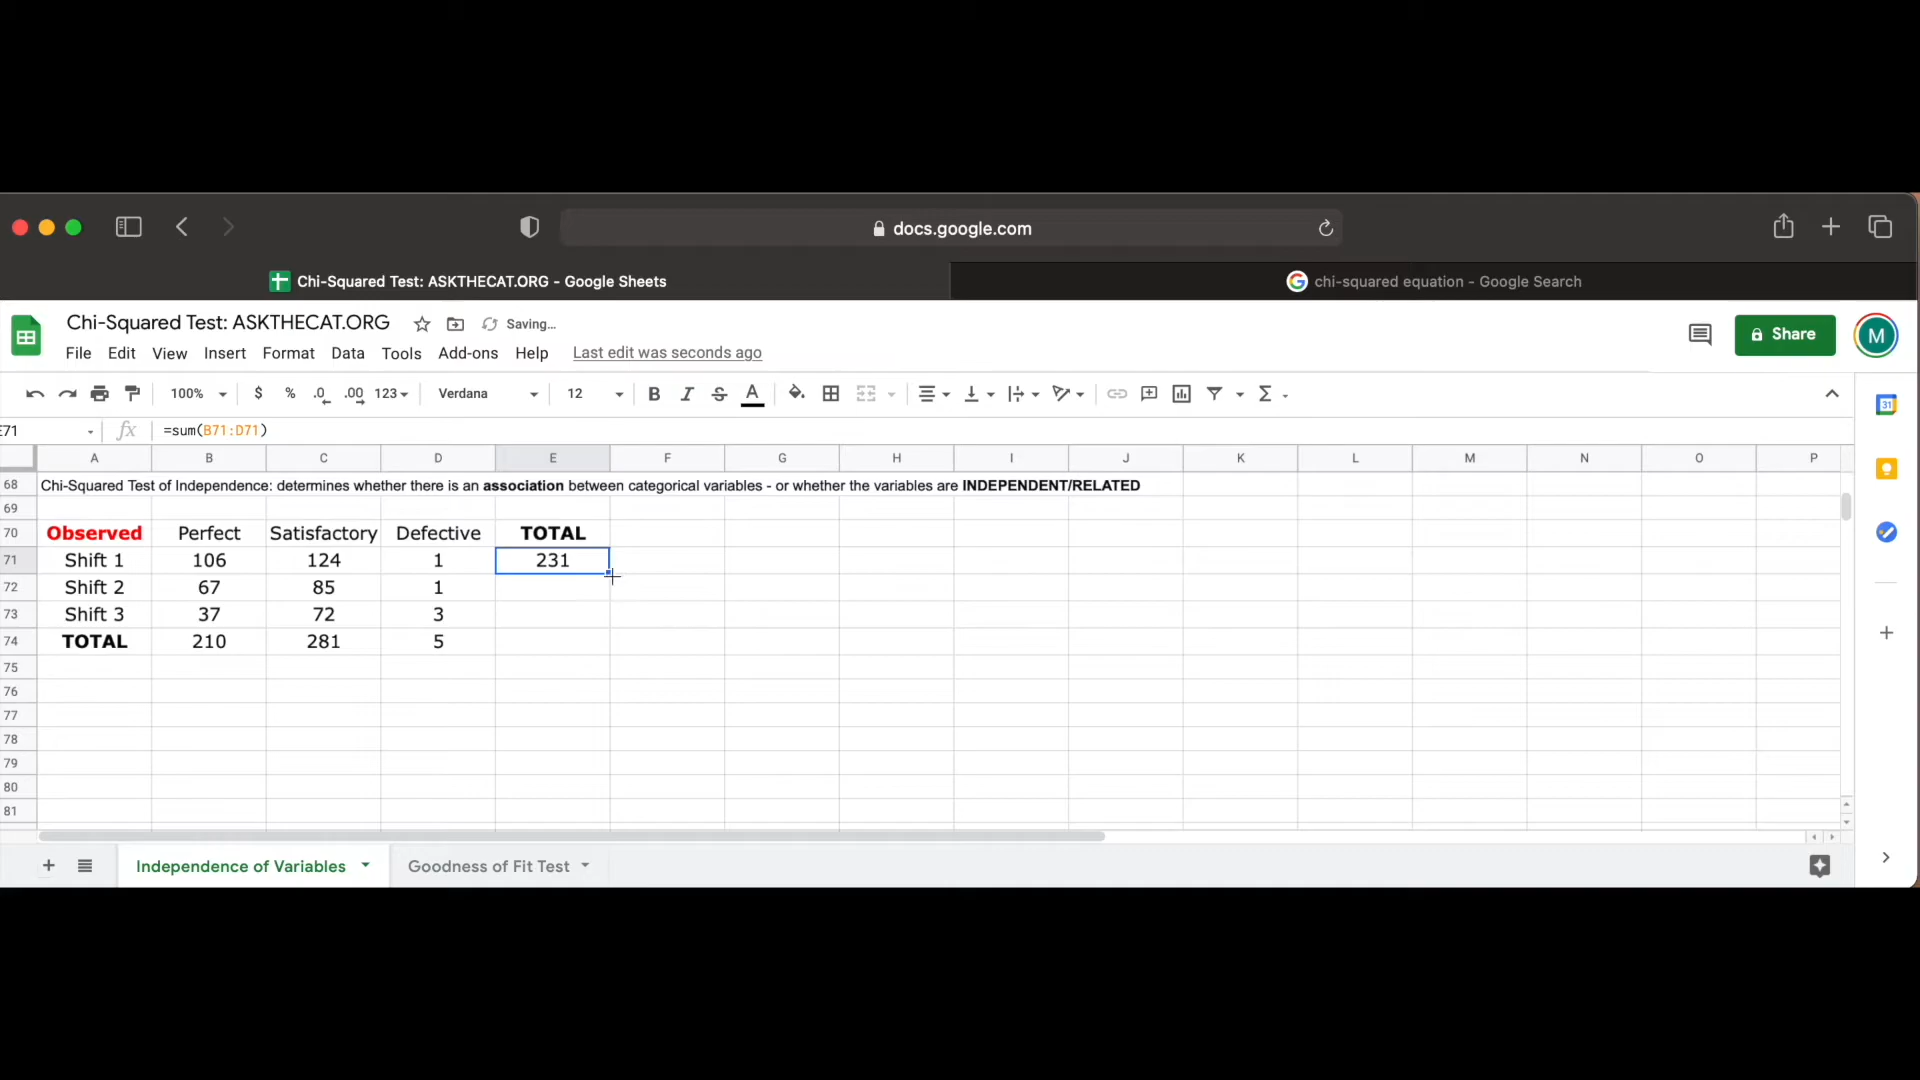 docs.google.com
Chi-Squared Test: ASKTHECAT.ORG - Google Sheets
chi-squared equation - Google Search
Chi-Squared Test: ASKTHECAT.ORG
Saving...
Share
M
File Edit View Insert Format Data Tools Add-ons Help Last edit was seconds ago
100% $ % .0 .00 123 Verdana 12 B I S A Σ
31
E71 fx =sum(B71:D71)
A B C D E F G H I J K L M N O P
68 Chi-Squared Test of Independence: determines whether there is an association between categorical variables - or whether the variables are INDEPENDENT/RELATED
69
70 Observed Perfect Satisfactory Defective TOTAL
71 Shift 1 106 124 1 231
72 Shift 2 67 85 1
73 Shift 3 37 72 3
74 TOTAL 210 281 5
75
76
77
78
79
80
81
Independence of Variables Goodness of Fit Test